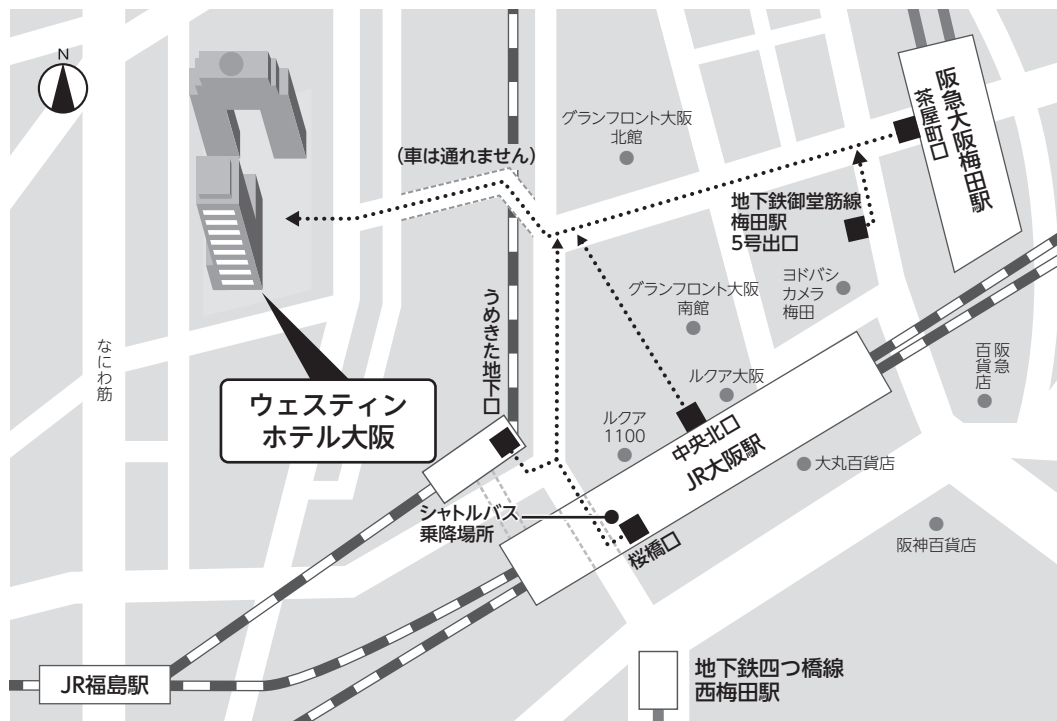 N
グランフロント大阪
北館
(車は通れません)
阪急大阪梅田駅
茶屋町口
地下鉄御堂筋線
梅田駅
5号出口
ヨドバシ
カメラ
梅田
グランフロント大阪
南館
うめきた地下口
なにわ筋
阪急
百貨店
ルクア大阪
ウェスティン
ホテル大阪
ルクア
1100
中央北口
JR大阪駅
大丸百貨店
シャトルバス
乗降場所
桜橋口
阪神百貨店
JR福島駅
地下鉄四つ橋線
西梅田駅